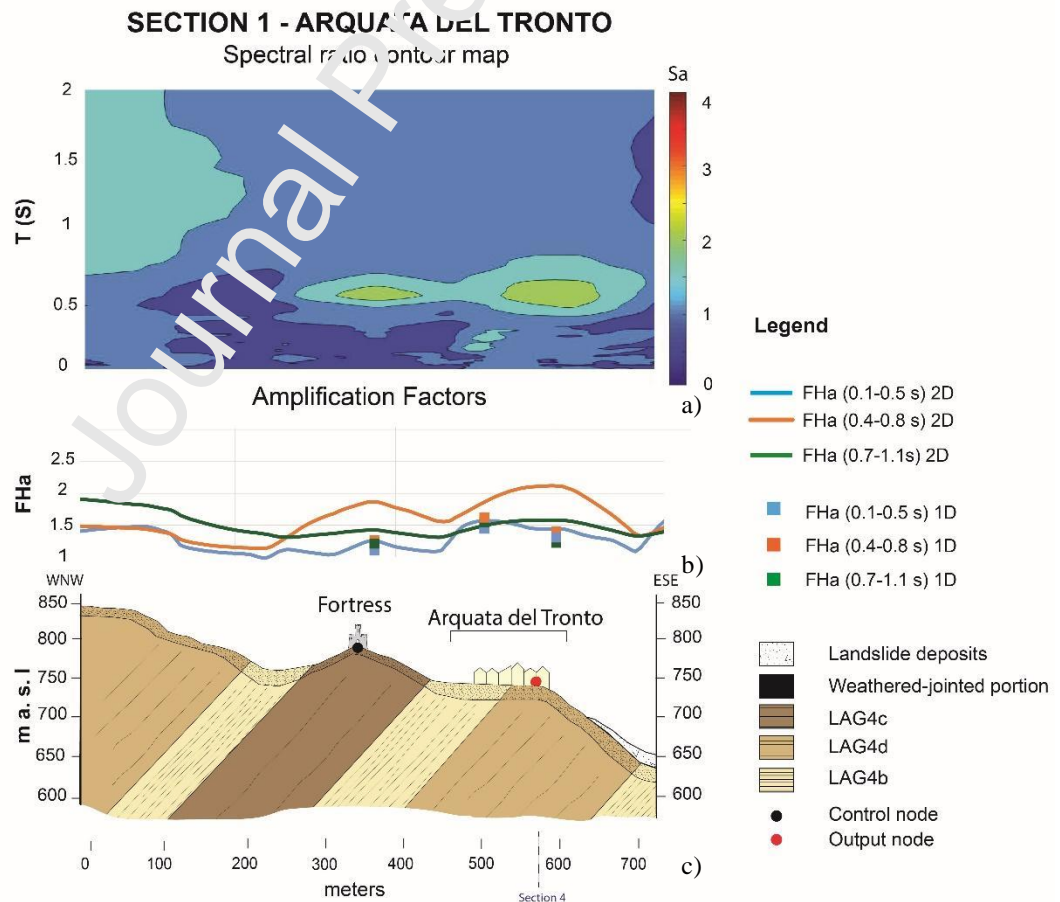 SECTION 1 - ARQUATA DEL TRONTO
Spectral ratio contour map
Journal Pre
Sa
T (S)
2
1.5
1
0.5
0
4
3
2
1
0
a)
Amplification Factors
FHa
2.5
2
1.5
1
b)
WNW
ESE
m a. s. l
850
800
750
700
650
600
850
800
750
700
650
600
Fortress
Arquata del Tronto
0 100 200 300 400 500 600 700
meters
c)
Section 4
Legend
FHa (0.1-0.5 s) 2D
FHa (0.4-0.8 s) 2D
FHa (0.7-1.1s) 2D
FHa (0.1-0.5 s) 1D
FHa (0.4-0.8 s) 1D
FHa (0.7-1.1 s) 1D
Landslide deposits
Weathered-jointed portion
LAG4c
LAG4d
LAG4b
Control node
Output node